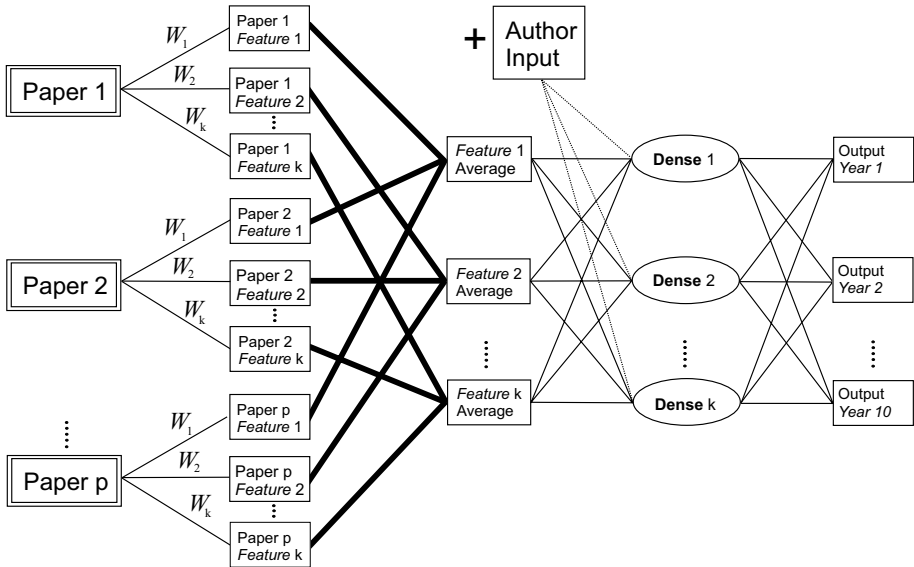 Paper 1
W1
W2
Wk
Paper 1
Feature 1
Paper 1
Feature 2
Paper 1
Feature k
Paper 2
W1
W2
Wk
Paper 2
Feature 1
Paper 2
Feature 2
Paper 2
Feature k
Paper p
W1
W2
Wk
Paper p
Feature 1
Paper p
Feature 2
Paper p
Feature k
Feature 1
Average
Feature 2
Average
Feature k
Average
+
Author
Input
Dense 1
Dense 2
Dense k
Output
Year 1
Output
Year 2
Output
Year 10